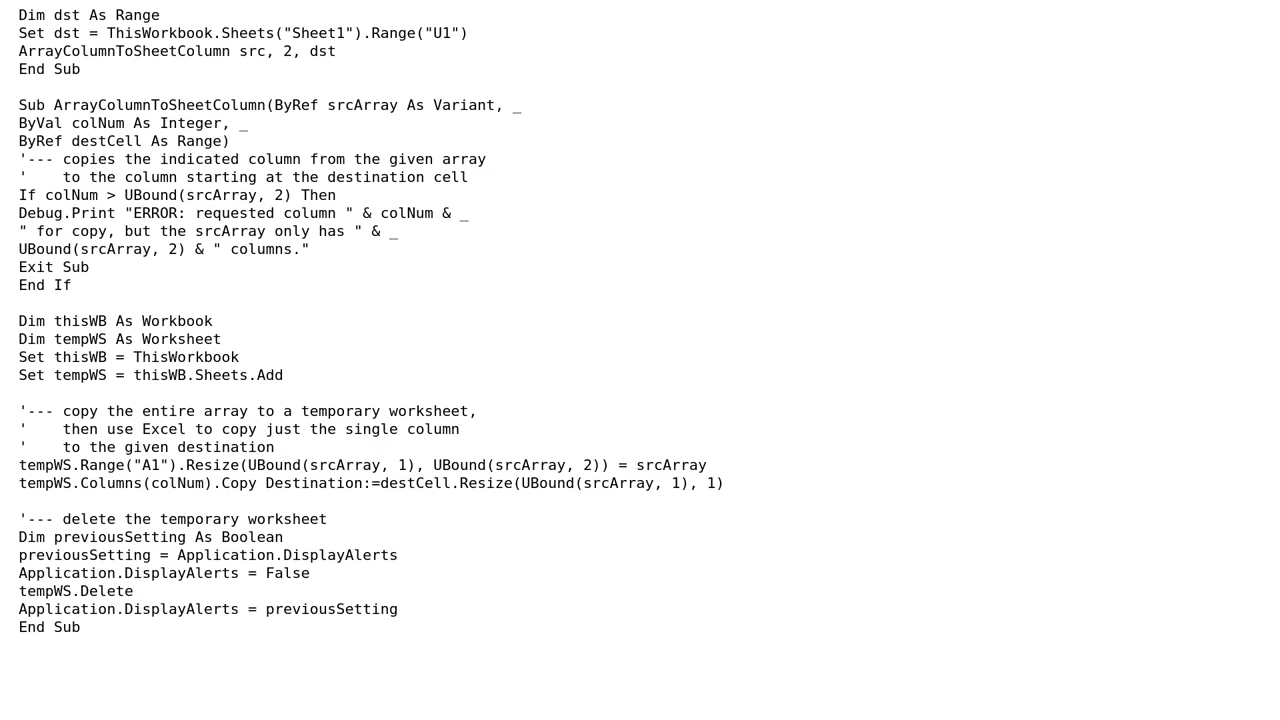 Dim dst As Range
Set dst = ThisWorkbook.Sheets("Sheet1").Range("U1")
ArrayColumnToSheetColumn src, 2, dst
End Sub

Sub ArrayColumnToSheetColumn(ByRef srcArray As Variant, _
ByVal colNum As Integer, _
ByRef destCell As Range)
'--- copies the indicated column from the given array
'    to the column starting at the destination cell
If colNum > UBound(srcArray, 2) Then
Debug.Print "ERROR: requested column " & colNum & _
" for copy, but the srcArray only has " & _
UBound(srcArray, 2) & " columns."
Exit Sub
End If

Dim thisWB As Workbook
Dim tempWS As Worksheet
Set thisWB = ThisWorkbook
Set tempWS = thisWB.Sheets.Add

'--- copy the entire array to a temporary worksheet,
'    then use Excel to copy just the single column
'    to the given destination
tempWS.Range("A1").Resize(UBound(srcArray, 1), UBound(srcArray, 2)) = srcArray
tempWS.Columns(colNum).Copy Destination:=destCell.Resize(UBound(srcArray, 1), 1)

'--- delete the temporary worksheet
Dim previousSetting As Boolean
previousSetting = Application.DisplayAlerts
Application.DisplayAlerts = False
tempWS.Delete
Application.DisplayAlerts = previousSetting
End Sub